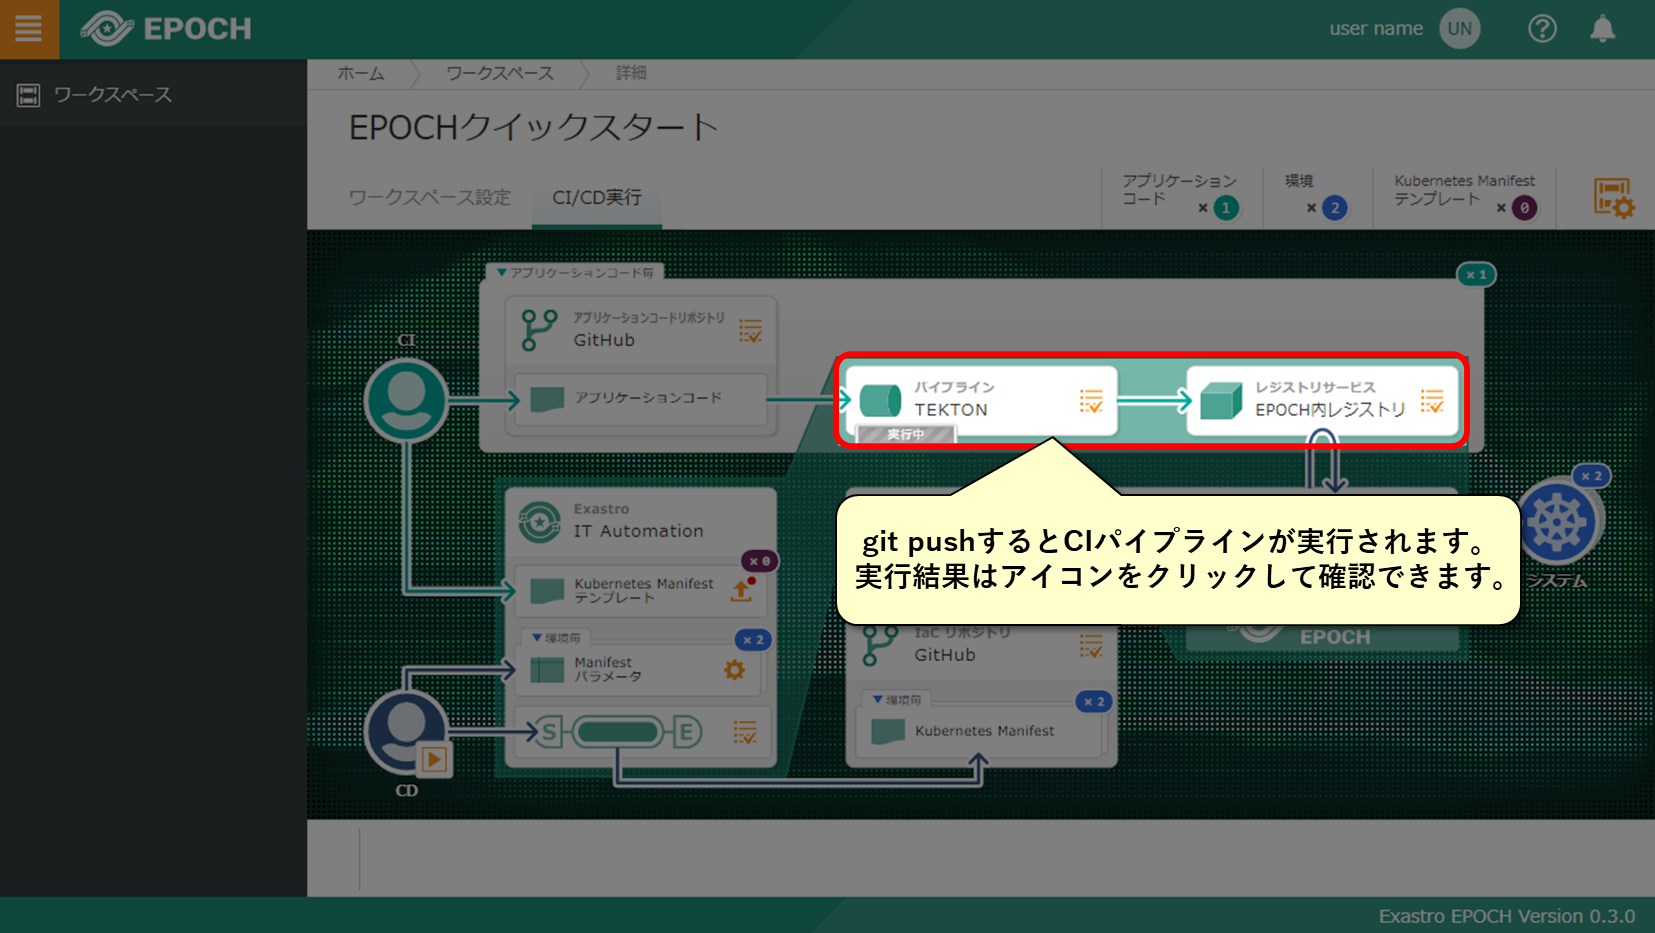 EPOCH
user name
UN
ワークスペース
ホーム
ワークスペース
詳細
EPOCHクイックスタート
ワークスペース設定
CI/CD実行
アプリケーション
コード
× 1
環境
× 2
Kubernetes Manifest
テンプレート
× 0
▼アプリケーションコード毎
× 1
アプリケーションコードリポジトリ
GitHub
アプリケーションコード
CI
パイプライン
TEKTON
実行中
レジストリサービス
EPOCH内レジストリ
git pushするとCIパイプラインが実行されます。
実行結果はアイコンをクリックして確認できます。
× 2
システム
Exastro
IT Automation
× 0
Kubernetes Manifest
テンプレート
▼環境毎
× 2
Manifest
パラメータ
S
E
CD
IaC リポジトリ
GitHub
▼環境毎
× 2
Kubernetes Manifest
EPOCH
Exastro EPOCH Version 0.3.0